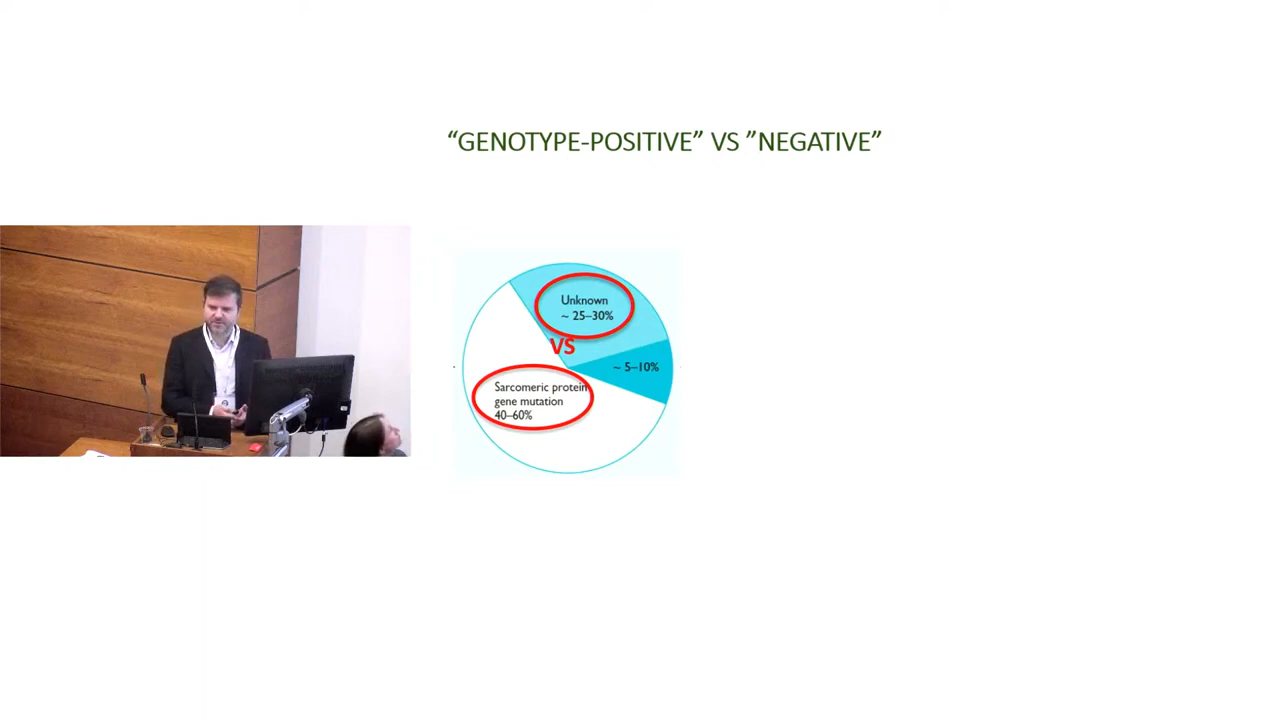 “GENOTYPE-POSITIVE” VS ”NEGATIVE”
Unknown
~ 25–30%
VS
~ 5–10%
Sarcomeric protein
gene mutation
40–60%